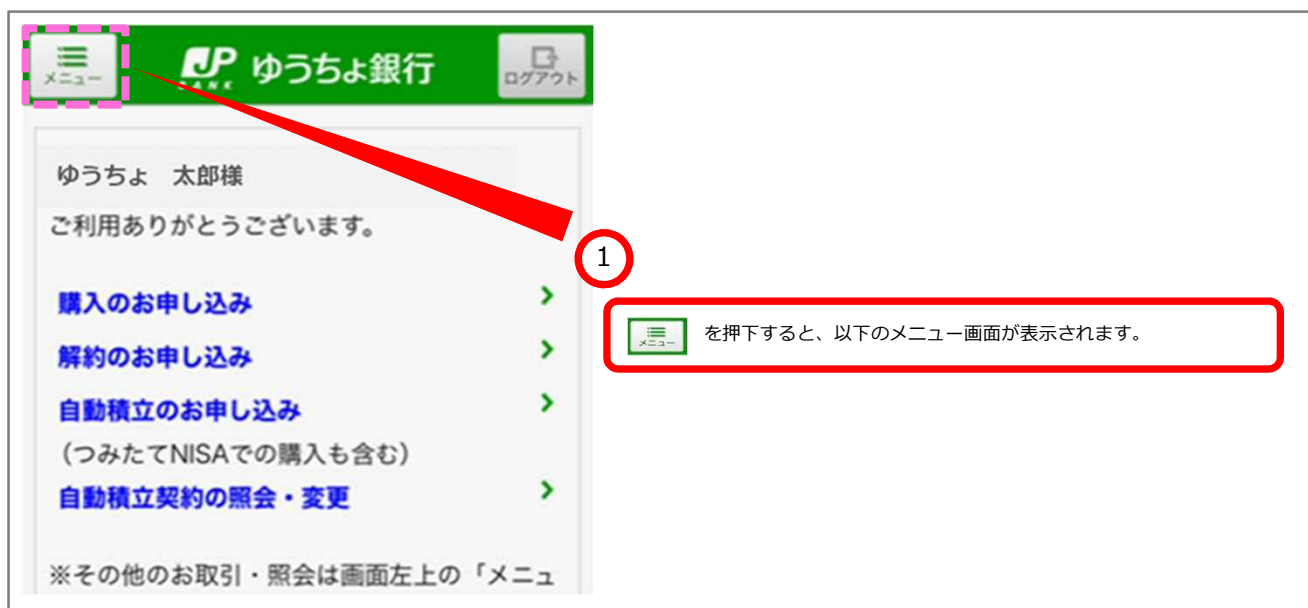 メニュー
JP
BANK
ゆうちょ銀行
ログアウト
ゆうちょ 太郎様
ご利用ありがとうございます。
購入のお申し込み
解約のお申し込み
自動積立のお申し込み
（つみたてNISAでの購入も含む）
自動積立契約の照会・変更
※その他のお取引・照会は画面左上の「メニュ
1
メニュー を押下すると、以下のメニュー画面が表示されます。